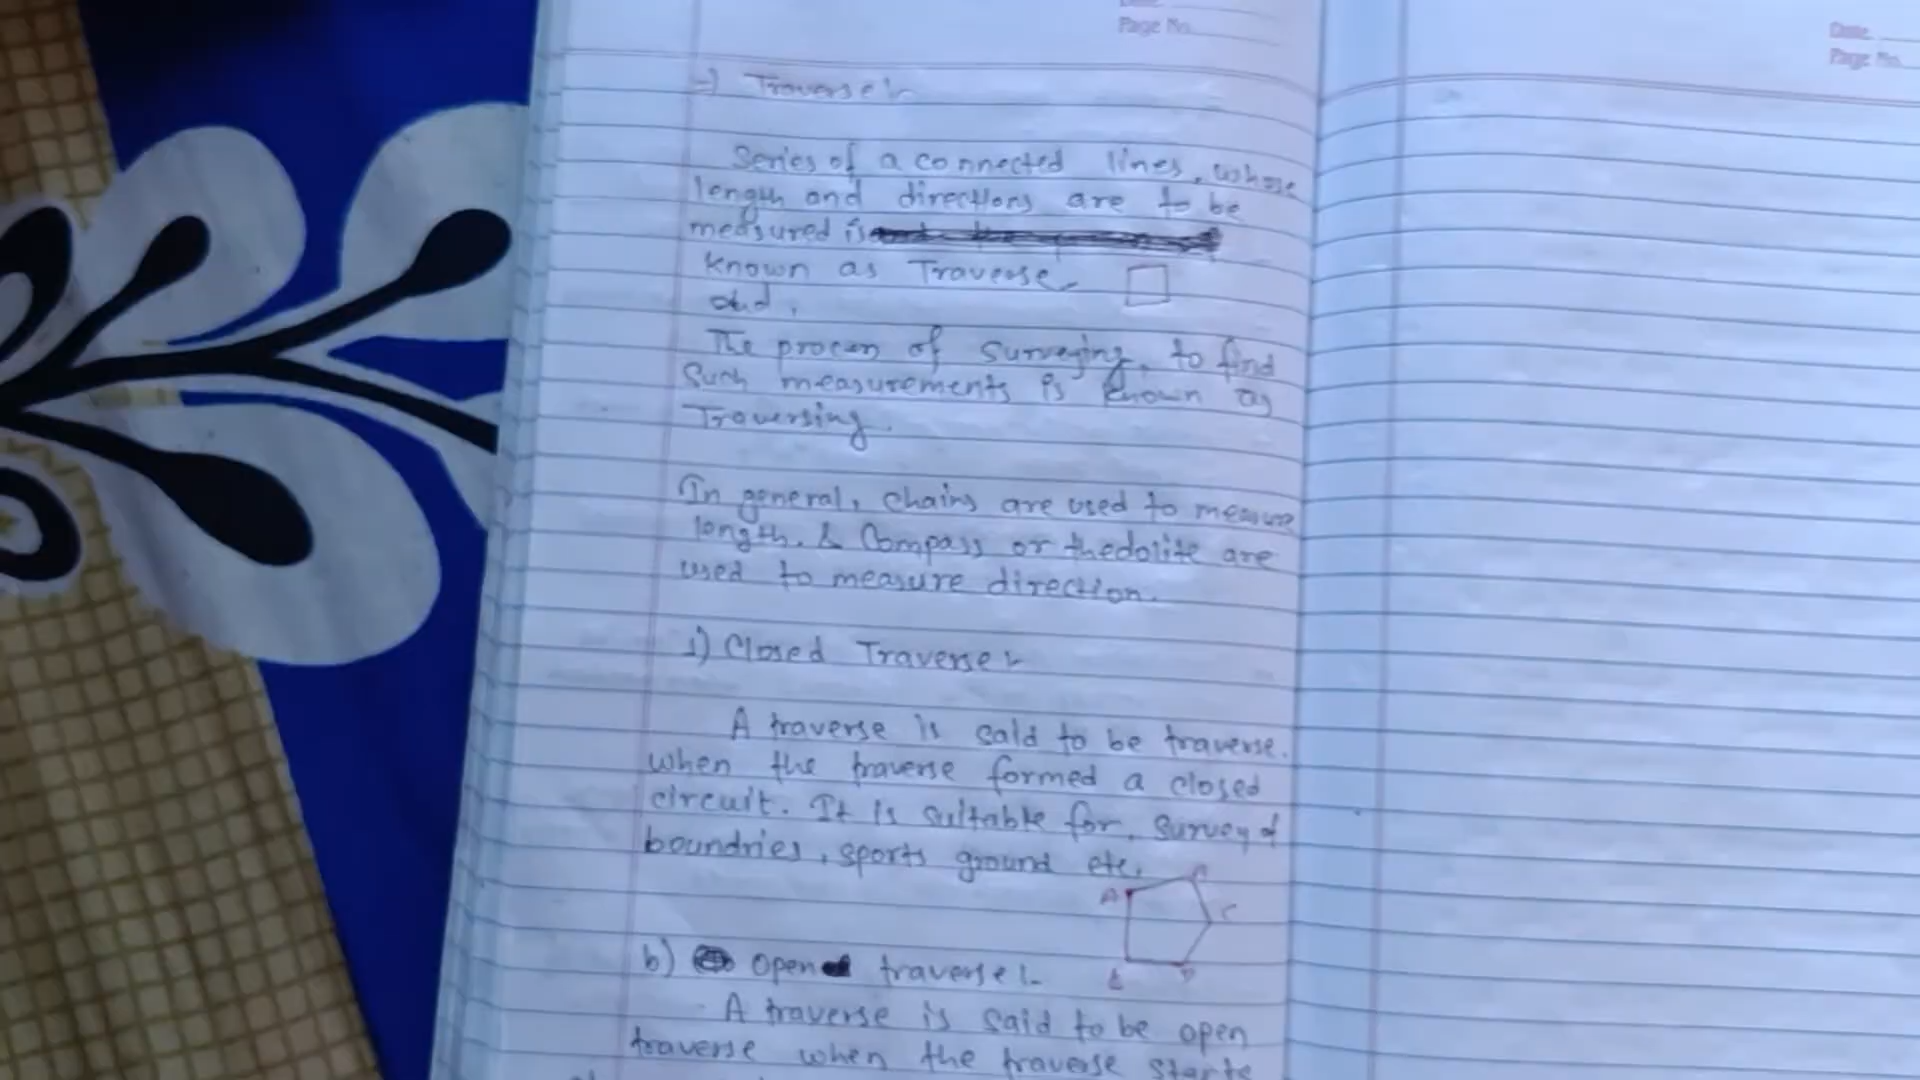 Page No.
Date
Page No.
Traverse:-
Series of a connected lines, whose
length and directions are to be
measured is
known as Traverse
and,
The process of surveying, to find
Such measurements is known as
Traversing.
In general, chains are used to measure
length. & Compass or thedolite are
used to measure direction.
1) Closed Traverse:-
A traverse is said to be traverse.
when the traverse formed a closed
circuit. It is suitable for, survey of
boundries, sports ground etc.
A
C
b) Open traverse:-
A traverse is said to be open
traverse when the traverse starts